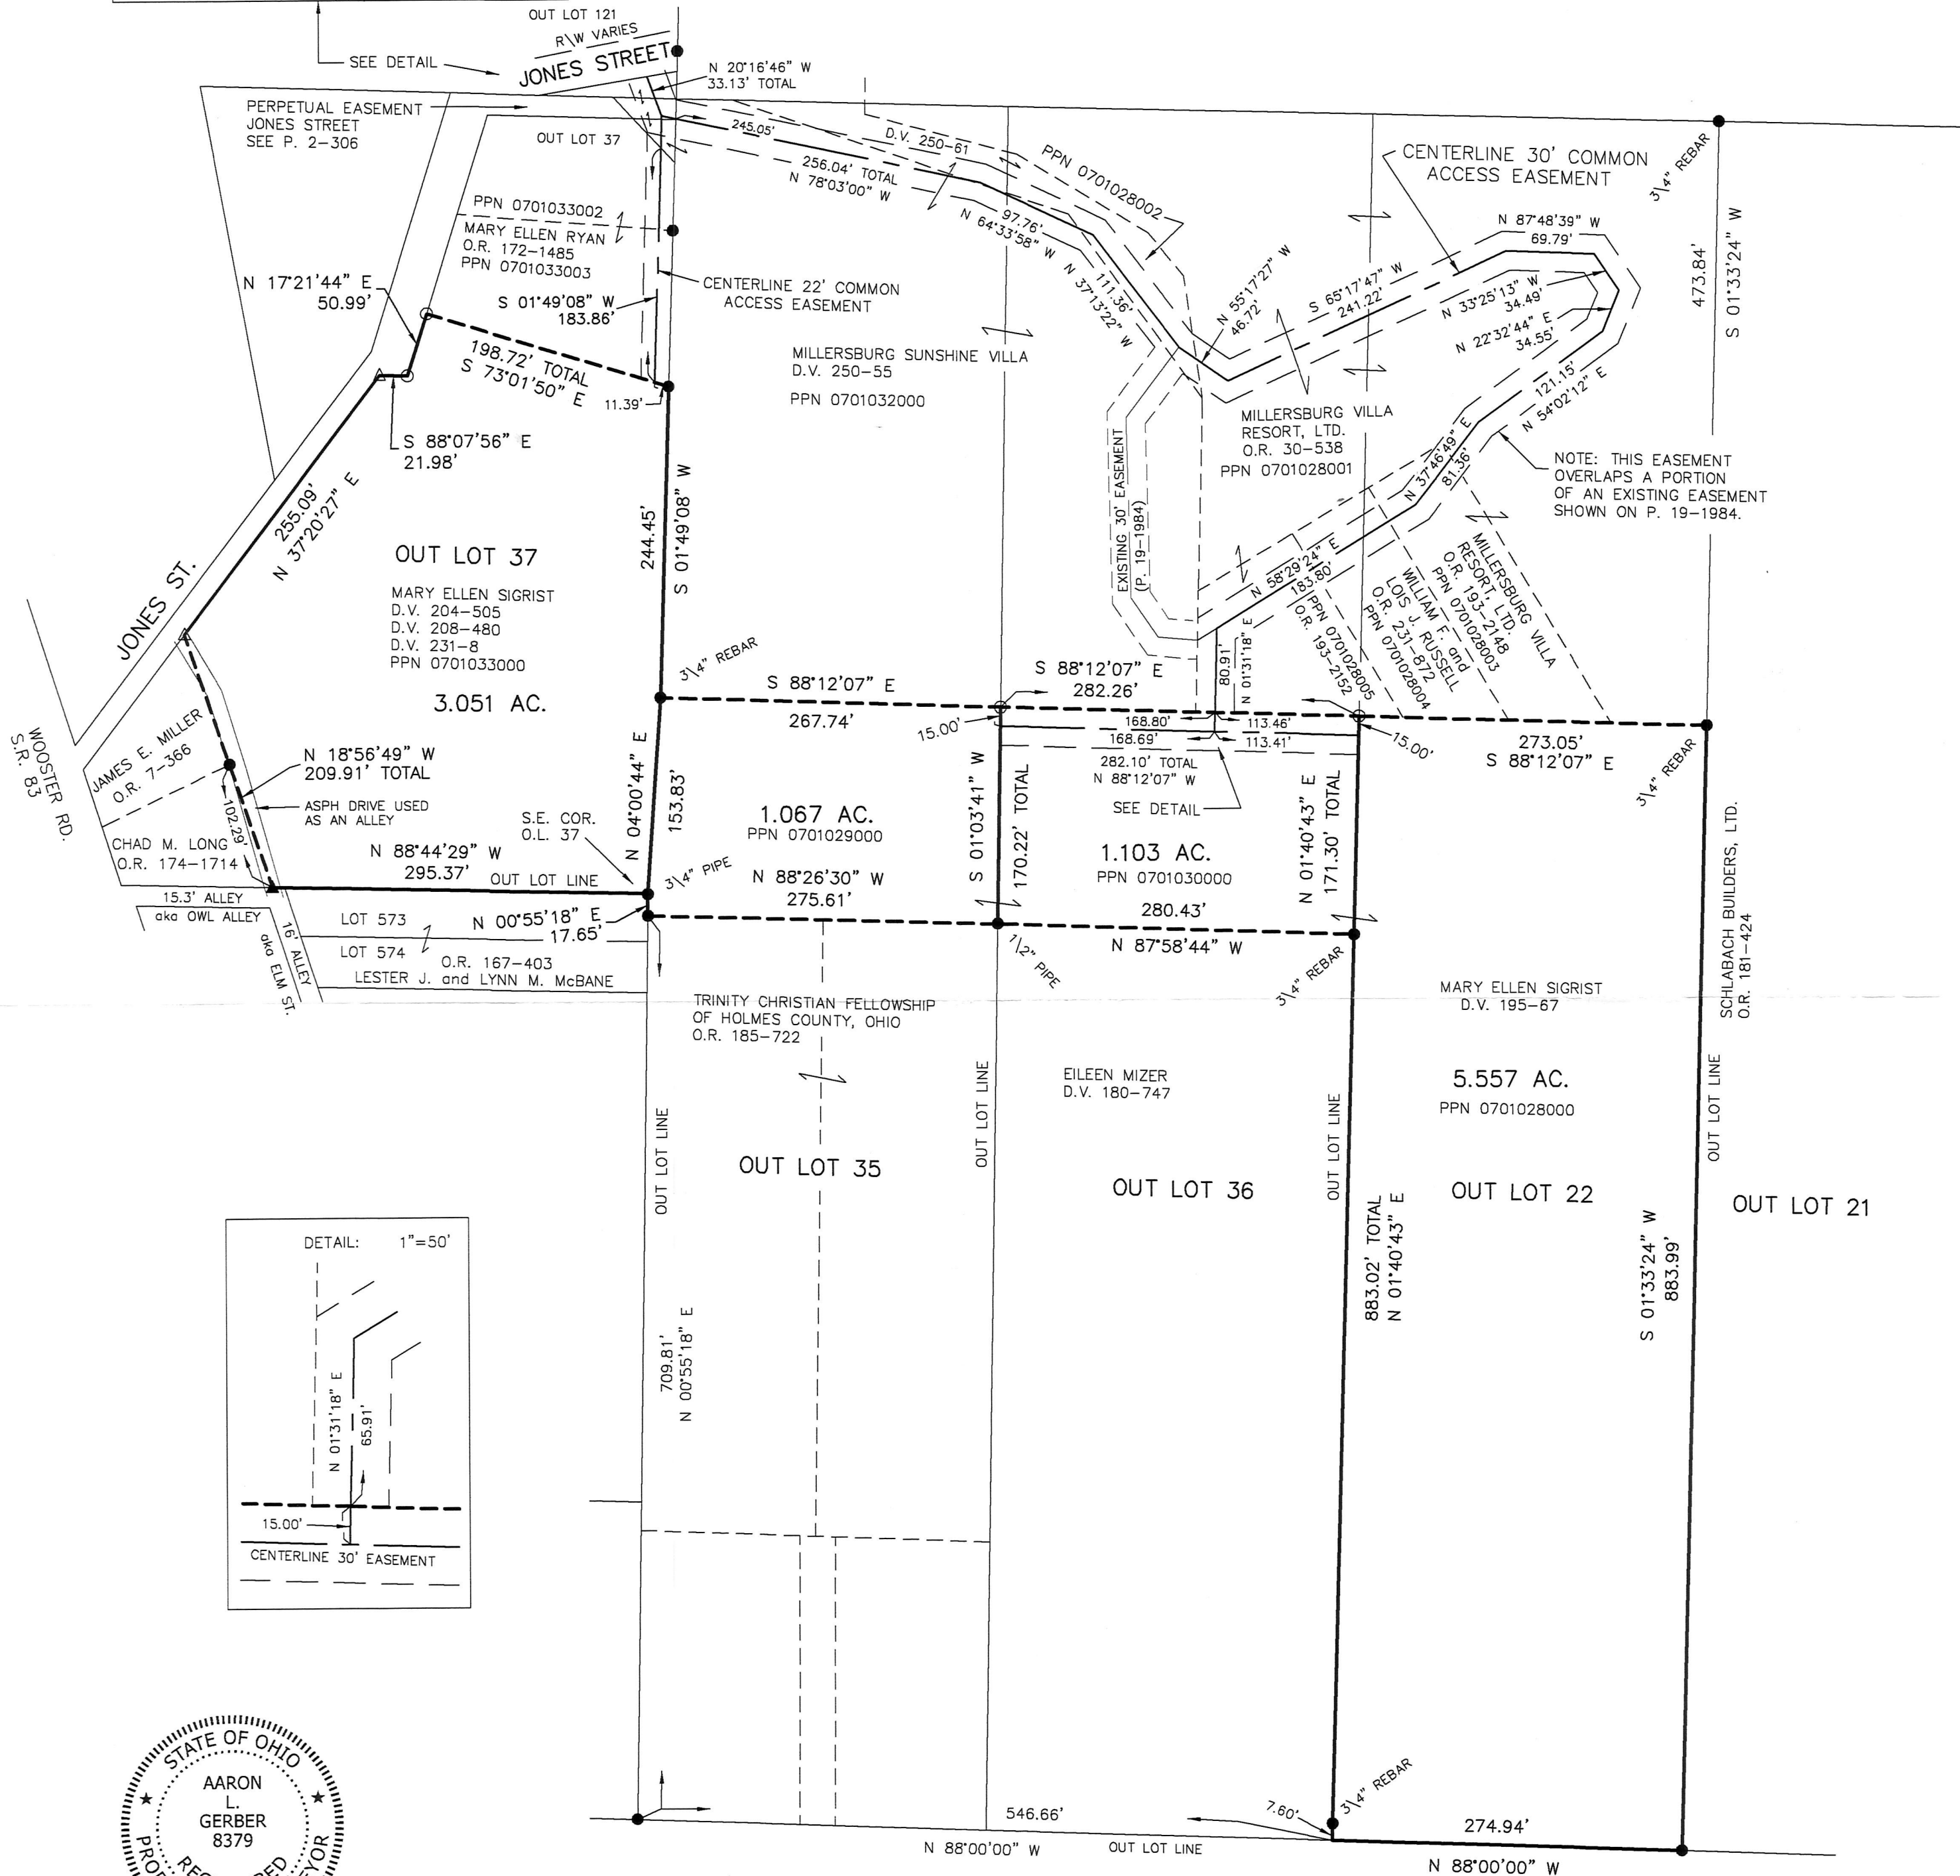 OUT LOT 121
R\W VARIES
JONES STREET
SEE DETAIL
N 20°16'46" W
33.13' TOTAL
PERPETUAL EASEMENT
JONES STREET
SEE P. 2-306
OUT LOT 37
245.05'
256.04' TOTAL
N 78°03'00" W
D.V. 250-61
PPN 0701028002
97.76'
N 64°33'58" W
111.36'
N 37°13'22" W
N 55°17'27" W
46.72'
S 65°17'47" W
241.22'
CENTERLINE 30' COMMON
ACCESS EASEMENT
N 87°48'39" W
69.79'
N 33°25'13" W
34.49'
N 22°32'44" E
34.55'
121.15'
N 54°02'12" E
N 37°46'49" E
81.36'
3\4" REBAR
473.84'
S 01°33'24" W
PPN 0701033002
MARY ELLEN RYAN
O.R. 172-1485
PPN 0701033003
CENTERLINE 22' COMMON
ACCESS EASEMENT
S 01°49'08" W
183.86'
N 17°21'44" E
50.99'
198.72' TOTAL
S 73°01'50" E
11.39'
S 88°07'56" E
21.98'
255.09'
N 37°20'27" E
JONES ST.
MILLERSBURG SUNSHINE VILLA
D.V. 250-55
PPN 0701032000
MILLERSBURG VILLA
RESORT, LTD.
O.R. 30-538
PPN 0701028001
NOTE: THIS EASEMENT
OVERLAPS A PORTION
OF AN EXISTING EASEMENT
SHOWN ON P. 19-1984.
EXISTING 30' EASEMENT
(P. 19-1984)
N 58°29'24" E
183.80'
80.91'
N 01°31'18" E
PPN 0701028005
O.R. 193-2152
WILLIAM F. and
LOIS J. RUSSELL
O.R. 231-872
PPN 0701028004
MILLERSBURG VILLA
RESORT, LTD.
O.R. 193-2148
PPN 0701028003
OUT LOT 37
MARY ELLEN SIGRIST
D.V. 204-505
D.V. 208-480
D.V. 231-8
PPN 0701033000
3.051 AC.
244.45'
S 01°49'08" W
3\4" REBAR
S 88°12'07" E
267.74'
S 88°12'07" E
282.26'
15.00'
168.80'
113.46'
168.69'
113.41'
282.10' TOTAL
N 88°12'07" W
SEE DETAIL
15.00'
273.05'
S 88°12'07" E
3\4" REBAR
WOOSTER RD.
S.R. 83
JAMES E. MILLER
O.R. 7-366
N 18°56'49" W
209.91' TOTAL
ASPH DRIVE USED
AS AN ALLEY
102.29'
CHAD M. LONG
O.R. 174-1714
N 88°44'29" W
295.37'
OUT LOT LINE
S.E. COR.
O.L. 37
N 04°00'44" E
153.83'
3\4" PIPE
1.067 AC.
PPN 0701029000
N 88°26'30" W
275.61'
S 01°03'41" W
170.22' TOTAL
1.103 AC.
PPN 0701030000
280.43'
N 87°58'44" W
N 01°40'43" E
171.30' TOTAL
1\2" PIPE
3\4" REBAR
15.3' ALLEY
aka OWL ALLEY
16' ALLEY
aka ELM ST.
LOT 573
N 00°55'18" E
17.65'
LOT 574
O.R. 167-403
LESTER J. and LYNN M. McBANE
TRINITY CHRISTIAN FELLOWSHIP
OF HOLMES COUNTY, OHIO
O.R. 185-722
EILEEN MIZER
D.V. 180-747
MARY ELLEN SIGRIST
D.V. 195-67
5.557 AC.
PPN 0701028000
SCHLABACH BUILDERS, LTD.
O.R. 181-424
OUT LOT LINE
OUT LOT LINE
OUT LOT LINE
OUT LOT LINE
OUT LOT 35
OUT LOT 36
OUT LOT 22
OUT LOT 21
883.02' TOTAL
N 01°40'43" E
S 01°33'24" W
883.99'
709.81'
N 00°55'18" E
DETAIL: 1"=50'
N 01°31'18" E
65.91'
15.00'
CENTERLINE 30' EASEMENT
546.66'
N 88°00'00" W
OUT LOT LINE
7.60'
3\4" REBAR
274.94'
N 88°00'00" W
STATE OF OHIO
AARON
L.
GERBER
8379